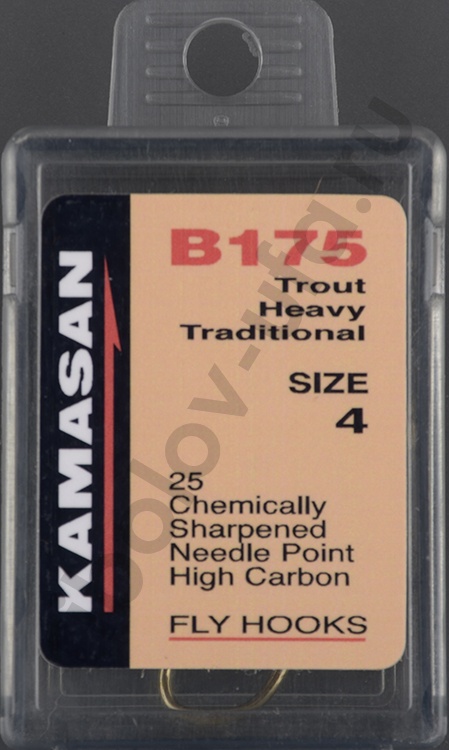 KAMASAN
B175
Trout
Heavy
Traditional
SIZE
4
25
Chemically
Sharpened
Needle Point
High Carbon
FLY HOOKS